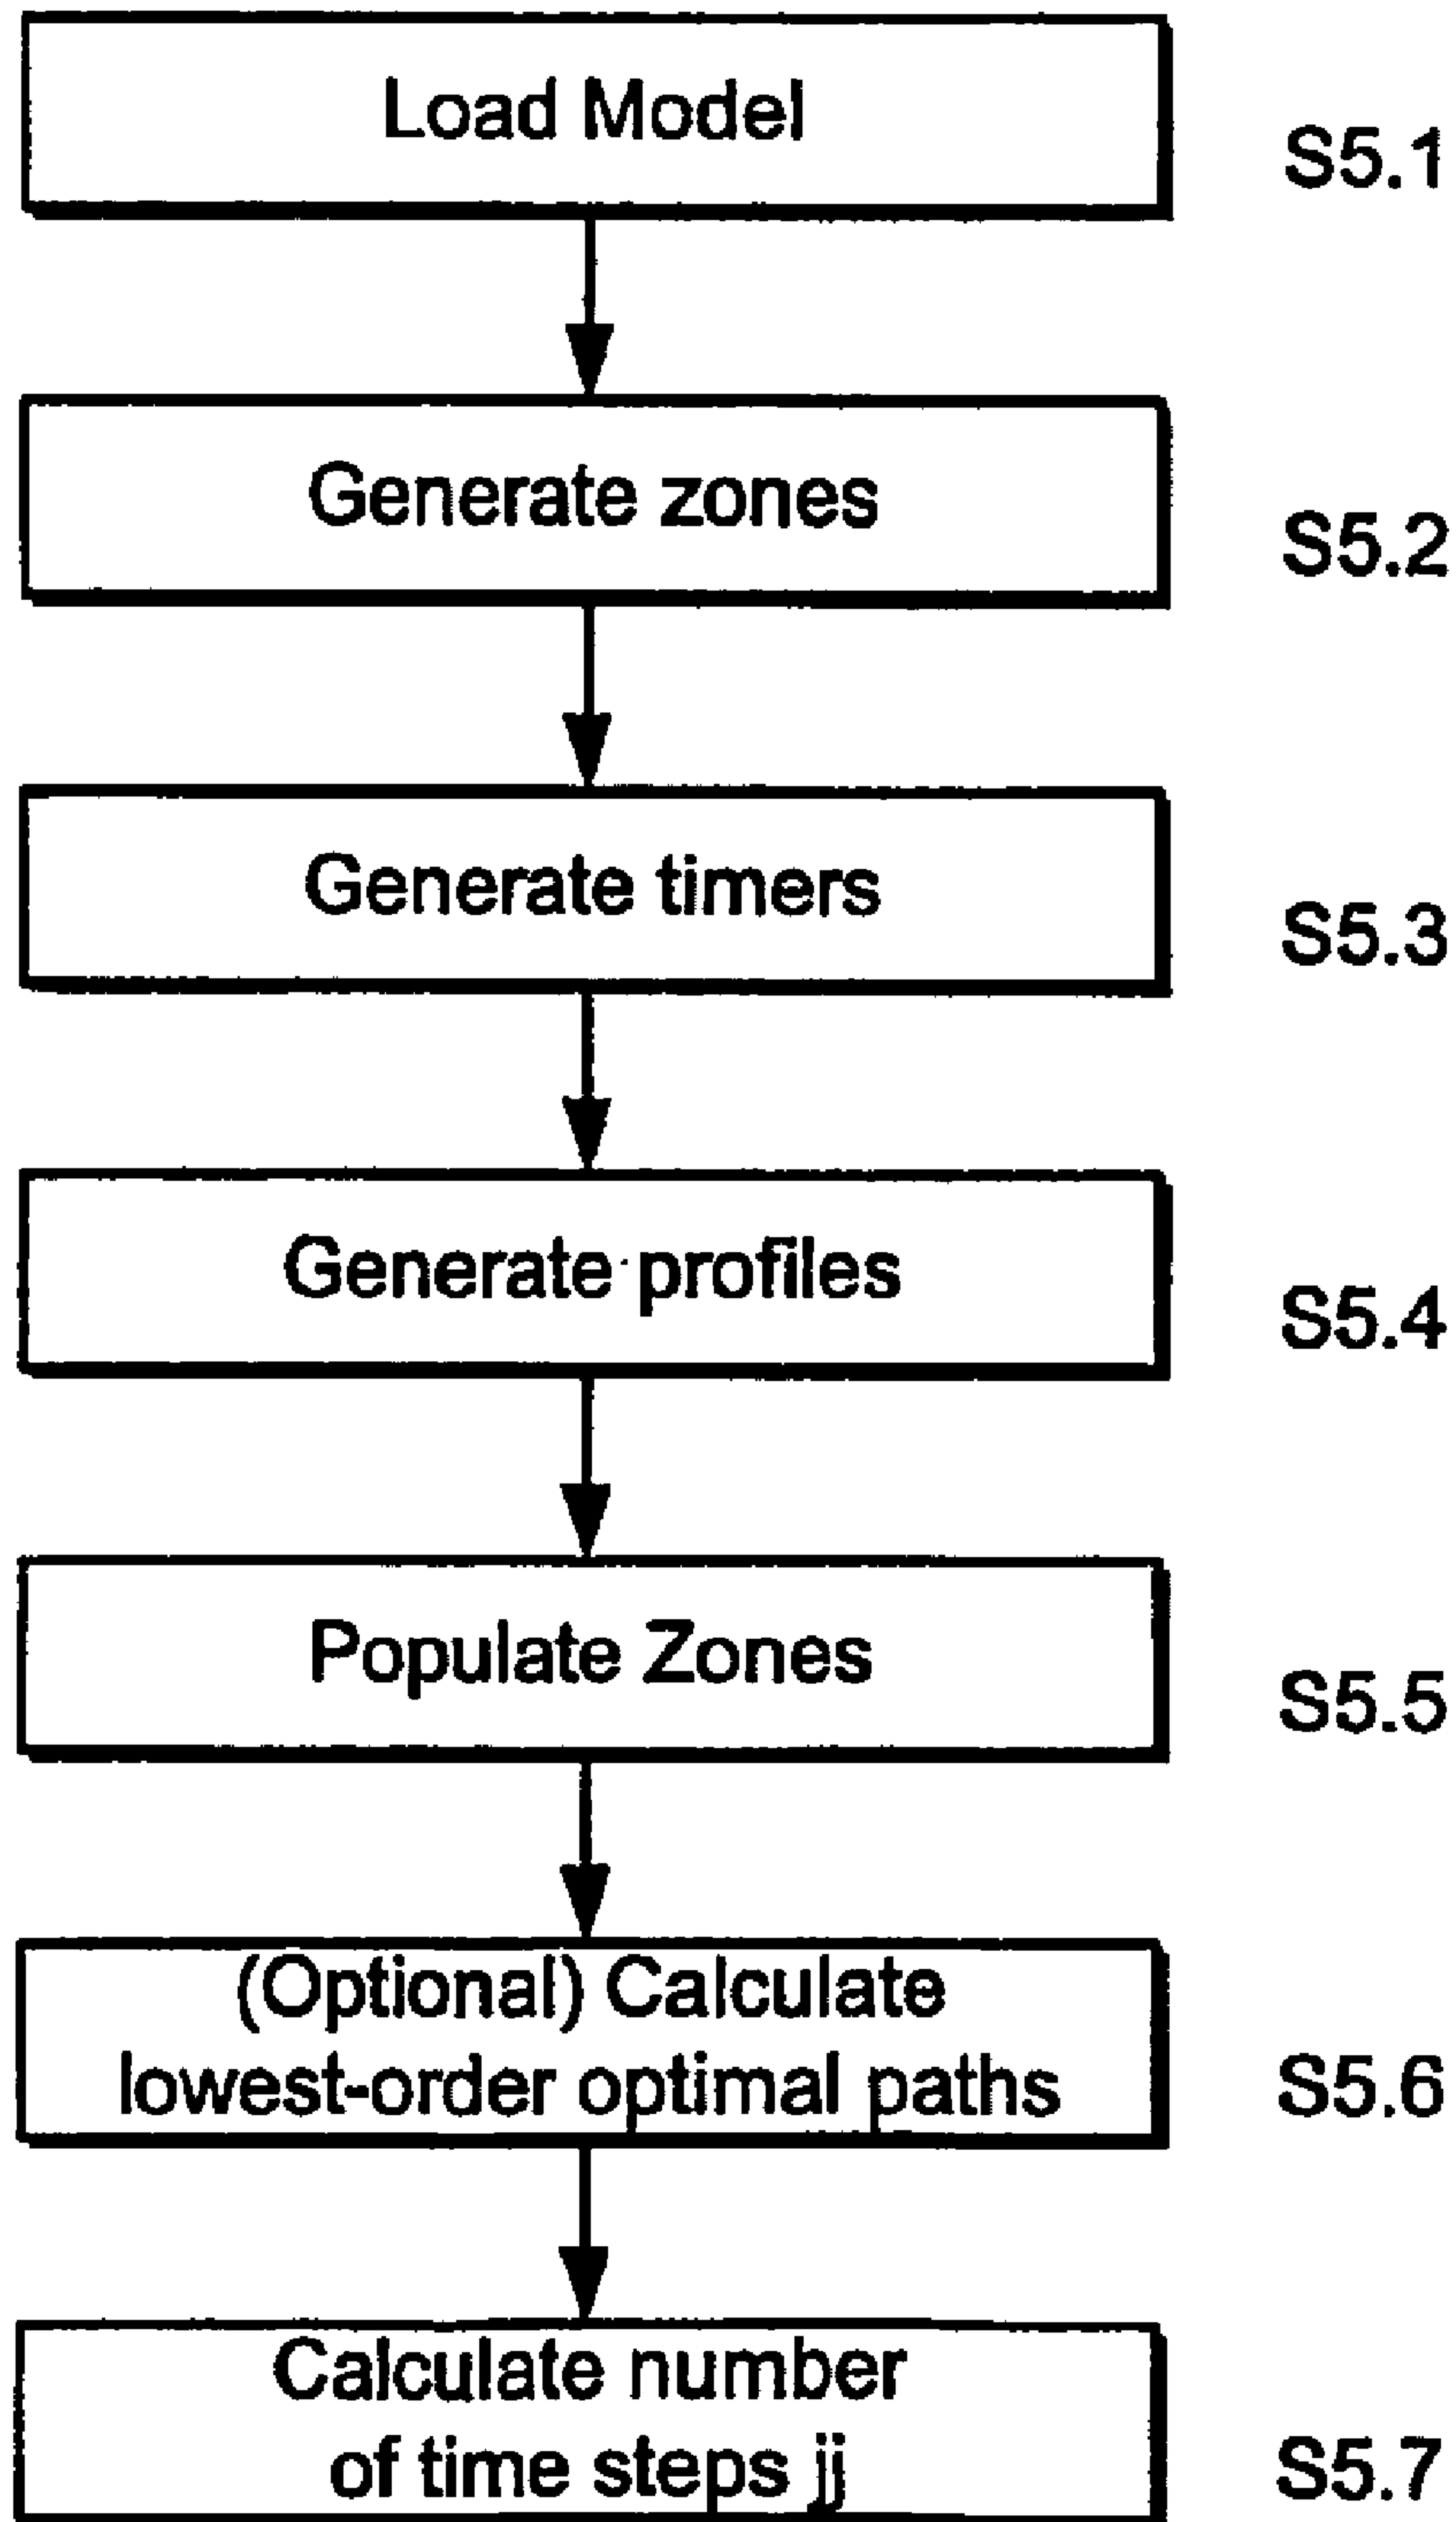 Load Model
S5.1
Generate zones
S5.2
Generate timers
S5.3
Generate profiles
S5.4
Populate Zones
S5.5
(Optional) Calculate
lowest-order optimal paths
S5.6
Calculate number
of time steps jj
S5.7